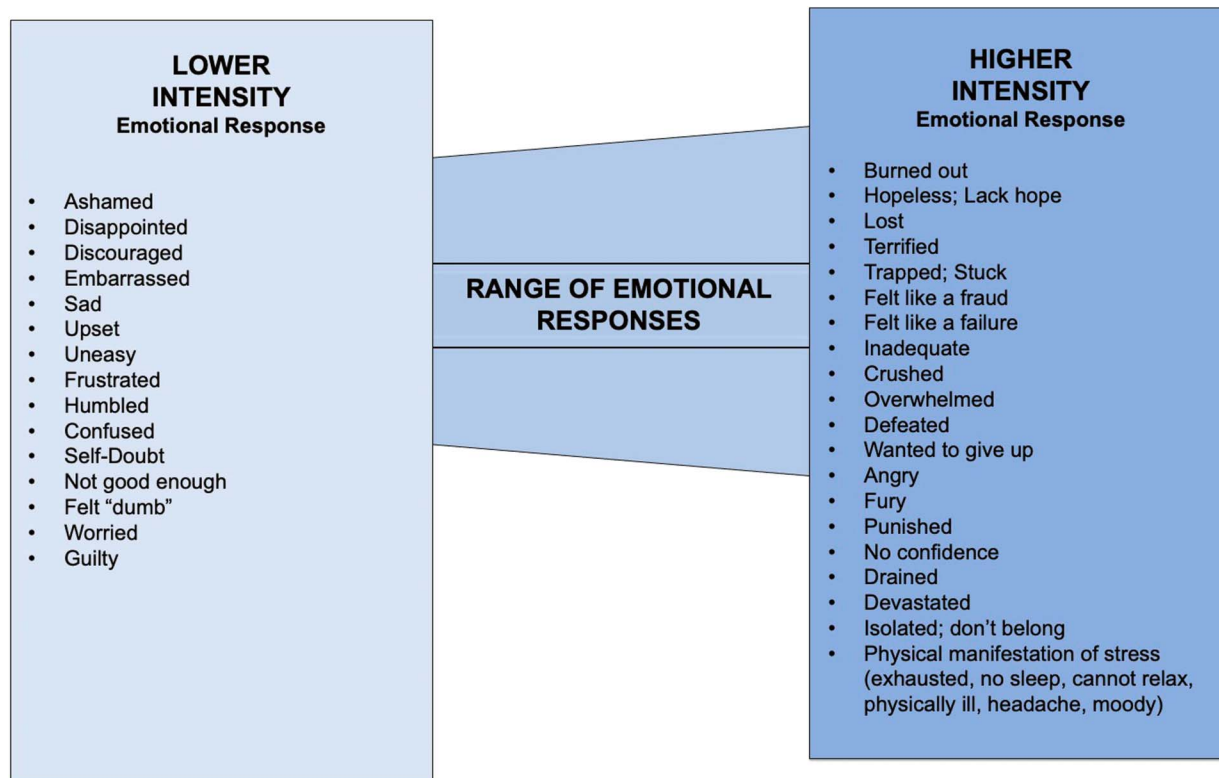 LOWER
INTENSITY
Emotional Response
• Ashamed
• Disappointed
• Discouraged
• Embarrassed
• Sad
• Upset
• Uneasy
• Frustrated
• Humbled
• Confused
• Self-Doubt
• Not good enough
• Felt “dumb”
• Worried
• Guilty
RANGE OF EMOTIONAL
RESPONSES
HIGHER
INTENSITY
Emotional Response
• Burned out
• Hopeless; Lack hope
• Lost
• Terrified
• Trapped; Stuck
• Felt like a fraud
• Felt like a failure
• Inadequate
• Crushed
• Overwhelmed
• Defeated
• Wanted to give up
• Angry
• Fury
• Punished
• No confidence
• Drained
• Devastated
• Isolated; don’t belong
• Physical manifestation of stress
(exhausted, no sleep, cannot relax,
physically ill, headache, moody)